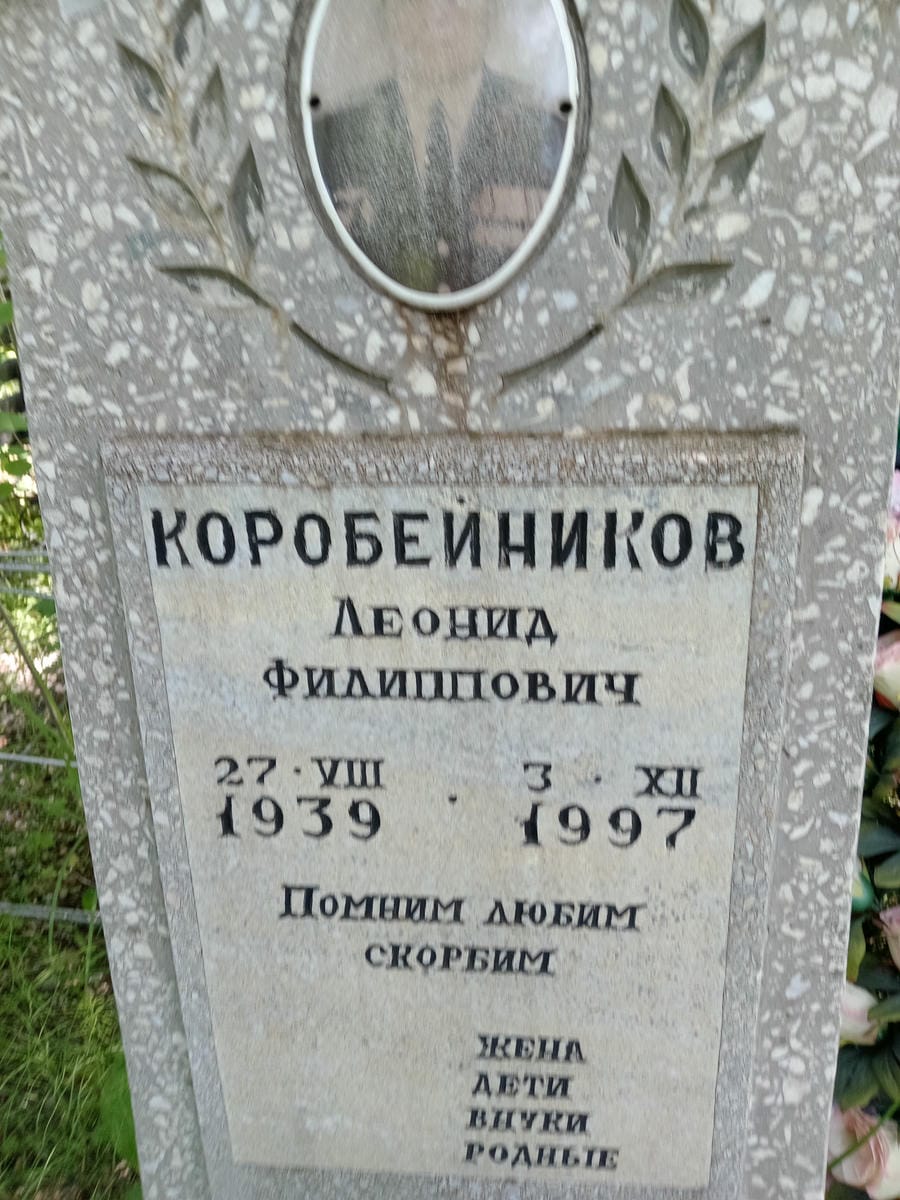 КОРОБЕЙНИКОВ
Леонид
Филиппович
27 · VIII 3 · XII
1939 · 1997
Помним любим
скорбим
жена
дети
внуки
родные